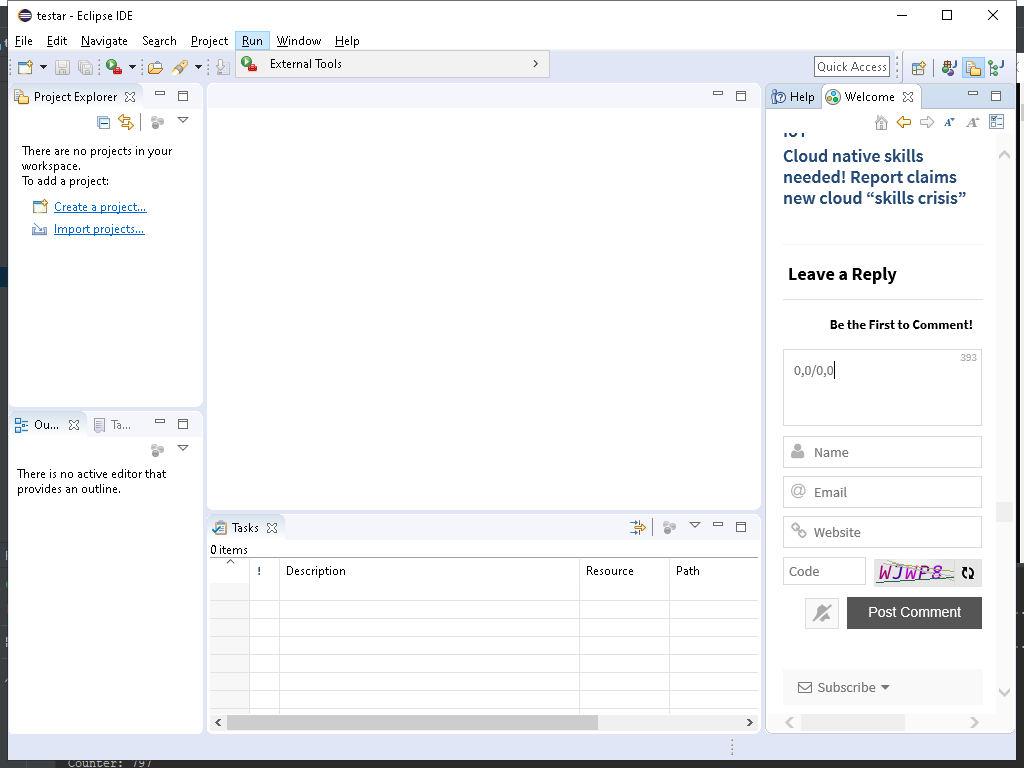 testar - Eclipse IDE
File Edit Navigate Search Project Run Window Help
External Tools
Quick Access
Project Explorer
There are no projects in your
workspace.
To add a project:
Create a project...
Import projects...
Ou...
Ta...
There is no active editor that
provides an outline.
Tasks
0 items
! Description Resource Path
Help
Welcome
Cloud native skills
needed! Report claims
new cloud “skills crisis”
Leave a Reply
Be the First to Comment!
393
0,0/0,0
Name
Email
Website
Code
WJWP8
Post Comment
Subscribe
Counter: 797